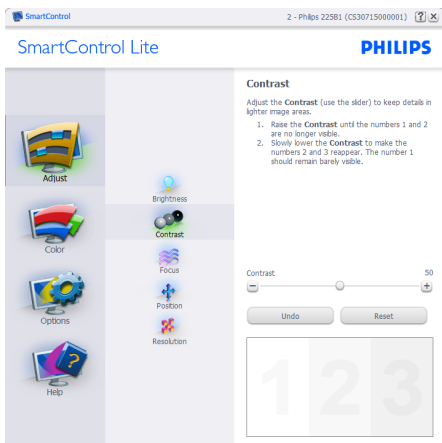 SmartControl
2 - Philips 225B1 (CS30715000001)
SmartControl Lite
PHILIPS
Adjust
Color
Options
Help
Brightness
Contrast
Focus
Position
Resolution
Contrast
Adjust the Contrast (use the slider) to keep details in
lighter image areas.
1. Raise the Contrast until the numbers 1 and 2
are no longer visible.
2. Slowly lower the Contrast to make the
numbers 2 and 3 reappear. The number 1
should remain barely visible.
Contrast 50
Undo Reset
1 2 3